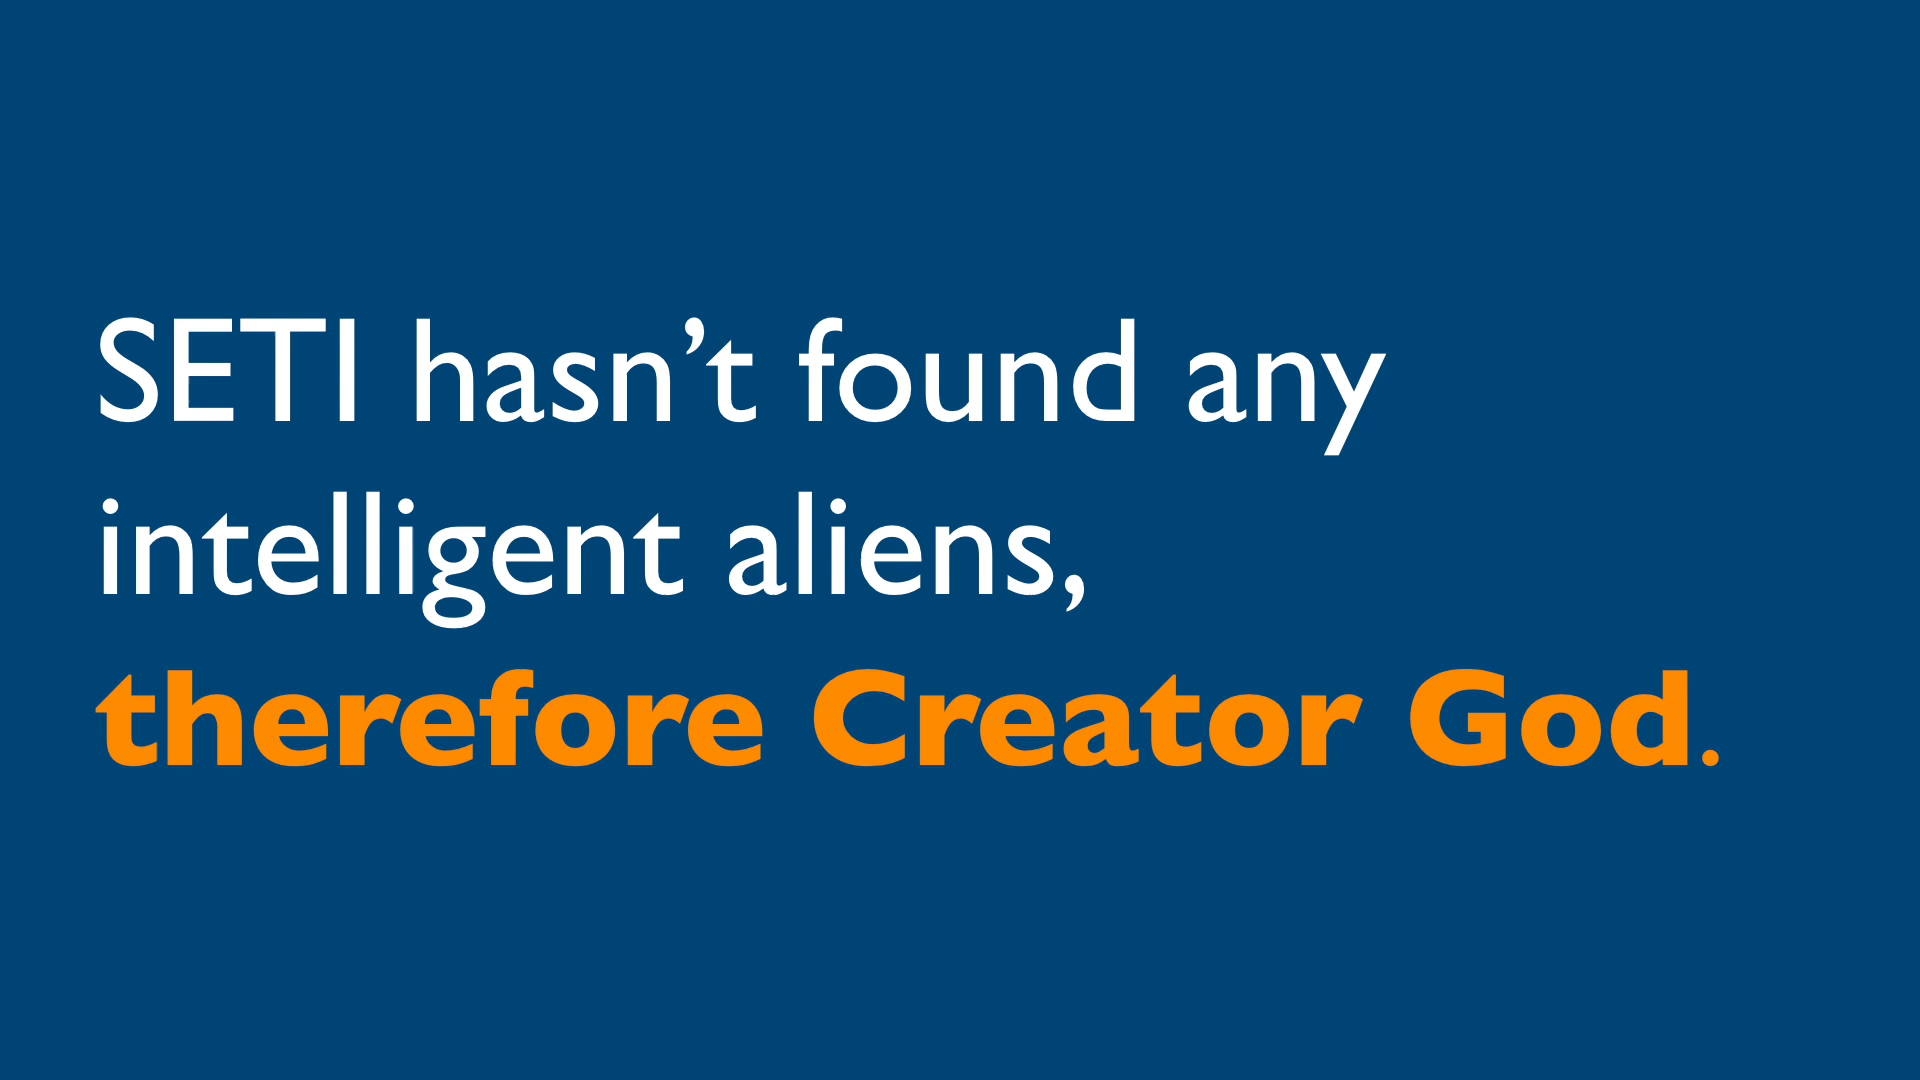 SETI hasn’t found any
intelligent aliens,
therefore Creator God.